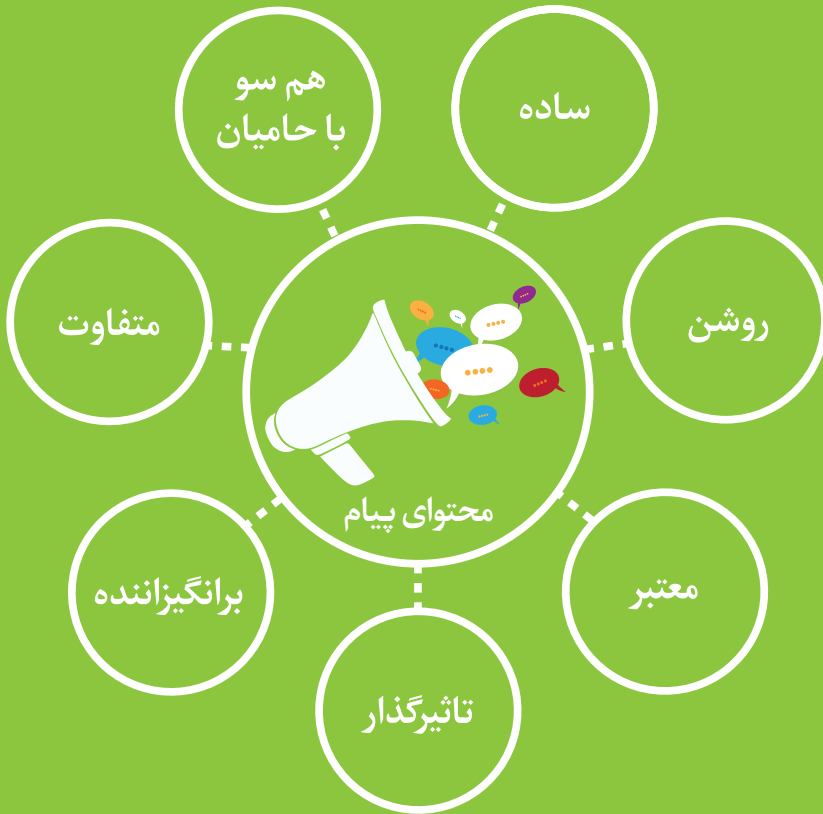 هم سو
با حامیان
ساده
متفاوت
روشن
محتوای پیام
برانگیزاننده
معتبر
تاثیرگذار